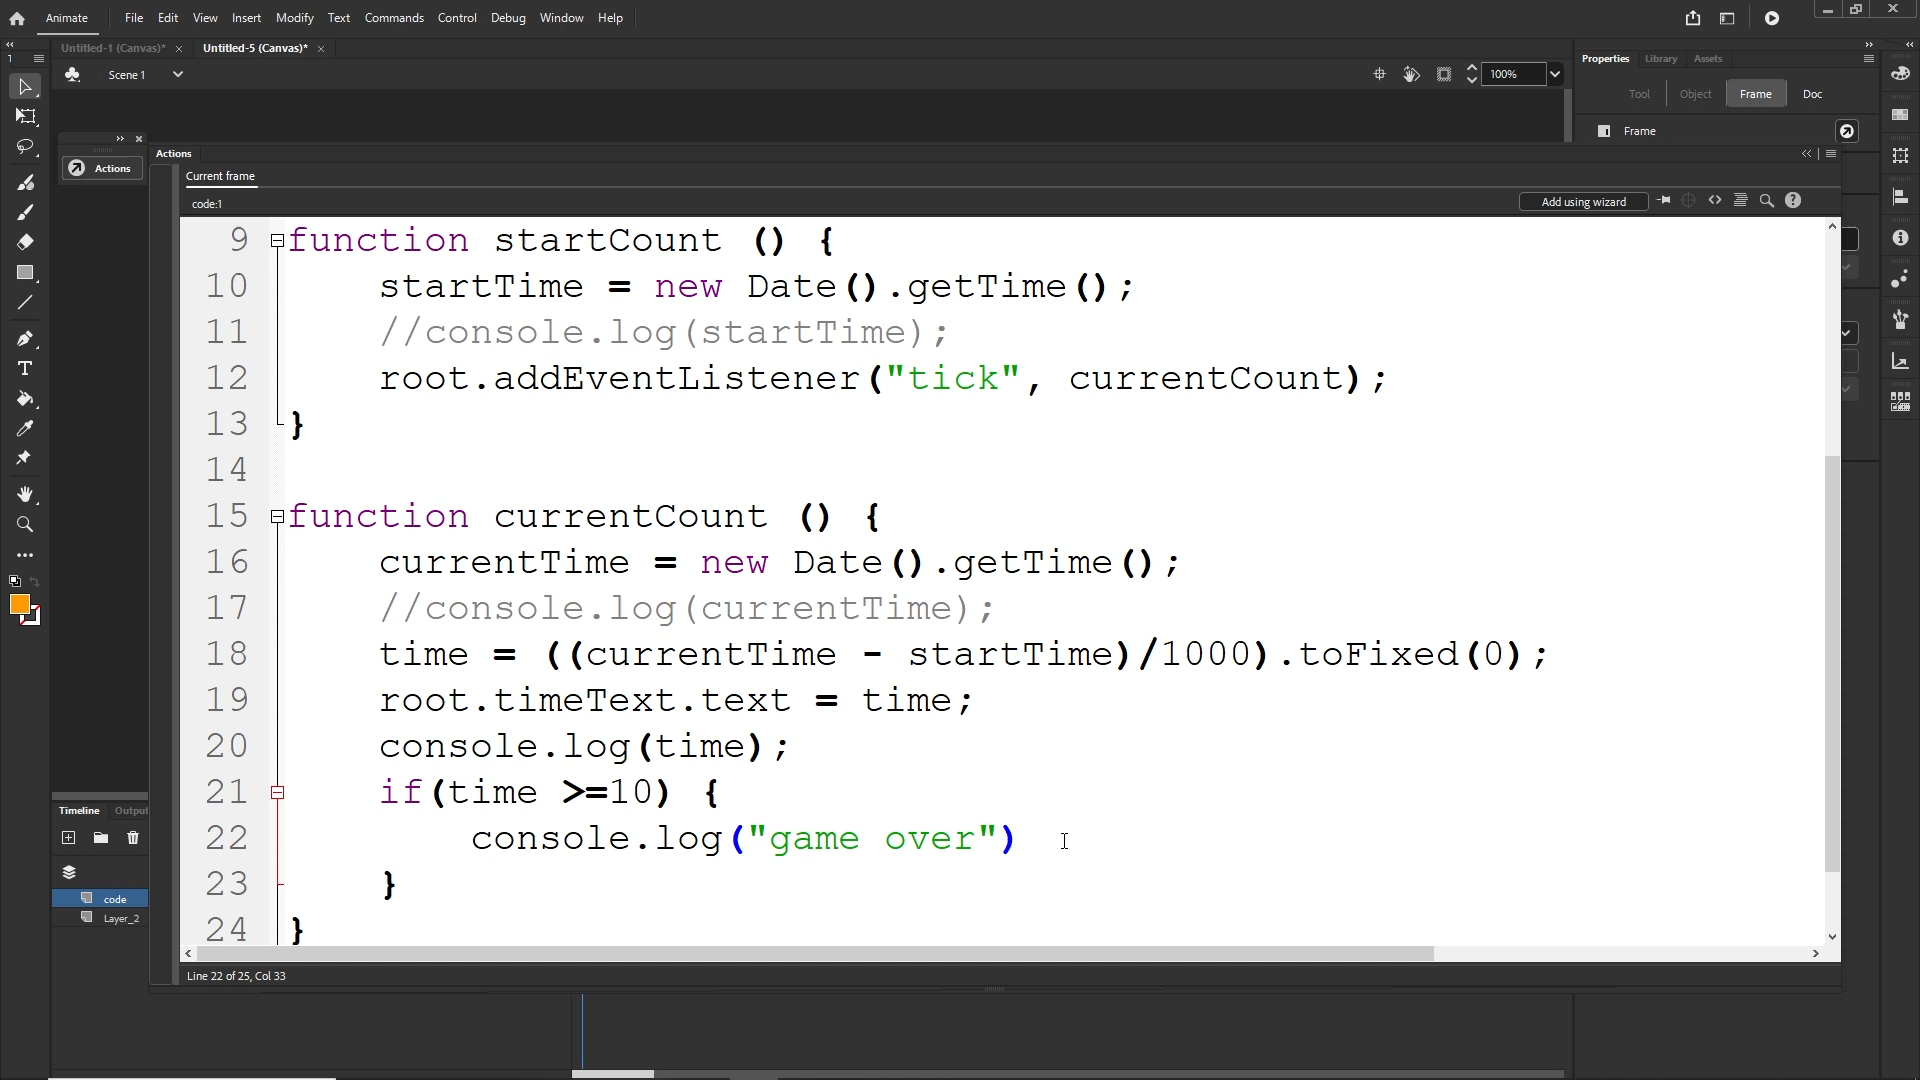 Animate File Edit View Insert Modify Text Commands Control Debug Window Help
Untitled-1 (Canvas)* Untitled-5 (Canvas)*
Scene 1 100%
Properties Library Assets
Tool Object Frame Doc
Frame
Actions
Actions
Current frame
code:1 Add using wizard
9 function startCount () {
10 startTime = new Date().getTime();
11 //console.log(startTime);
12 root.addEventListener("tick", currentCount);
13 }
14
15 function currentCount () {
16 currentTime = new Date().getTime();
17 //console.log(currentTime);
18 time = ((currentTime - startTime)/1000).toFixed(0);
19 root.timeText.text = time;
20 console.log(time);
21 if(time >=10) {
22 console.log("game over")
23 }
24 }
Timeline Output
code
Layer_2
Line 22 of 25, Col 33